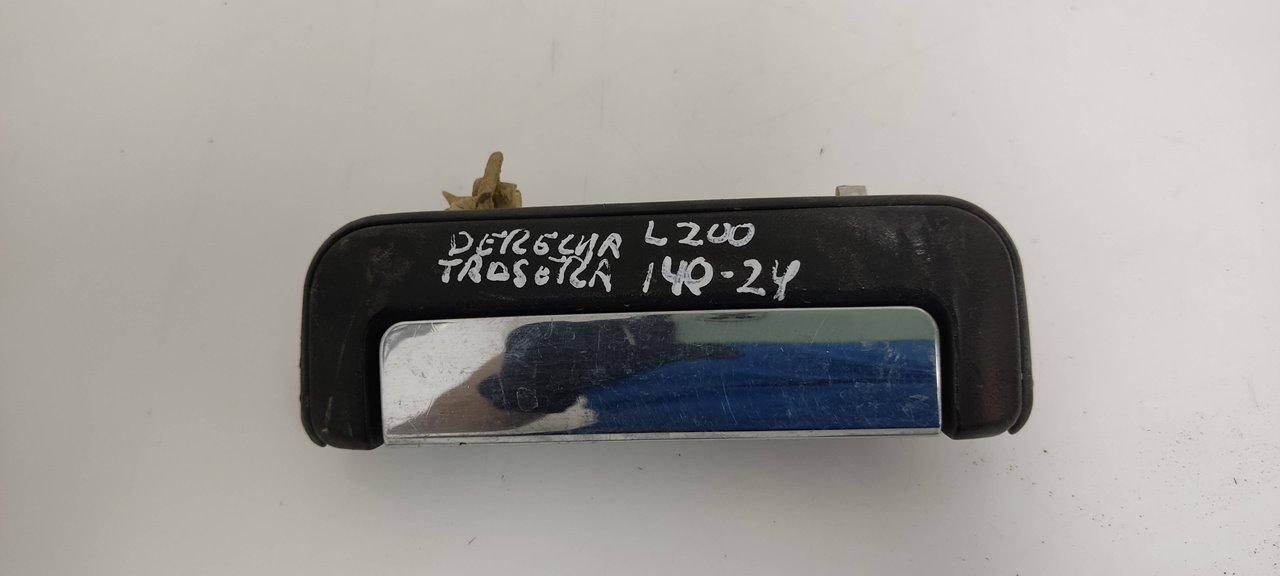 DERECHA L200
TRASERA 140-24